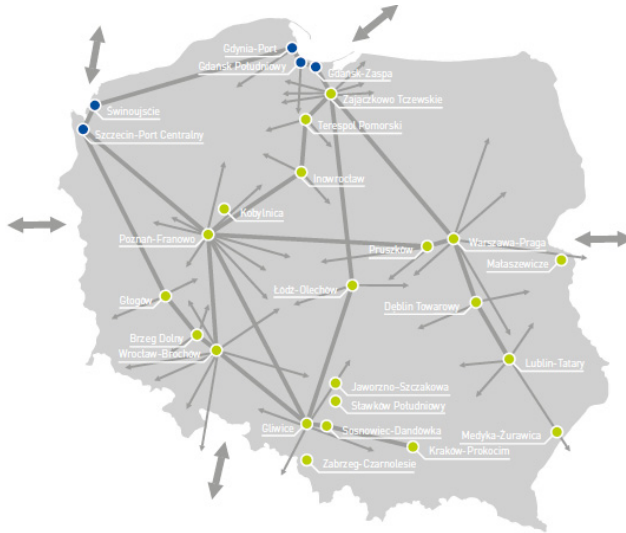 Gdynia-Port
Gdańsk Południowy
Gdańsk-Zaspa
Zajączkowo Tczewskie
Świnoujście
Terespol Pomorski
Szczecin-Port Centralny
Inowrocław
Kobylnica
Poznań-Franowo
Pruszków
Warszawa-Praga
Małaszewicze
Łódź-Olechów
Głogów
Dęblin Towarowy
Brzeg Dolny
Wrocław-Brochów
Lublin-Tatary
Jaworzno-Szczakowa
Sławków Południowy
Gliwice
Sosnowiec-Dańdówka
Medyka-Żurawica
Kraków-Prokocim
Zabrzeg-Czarnolesie